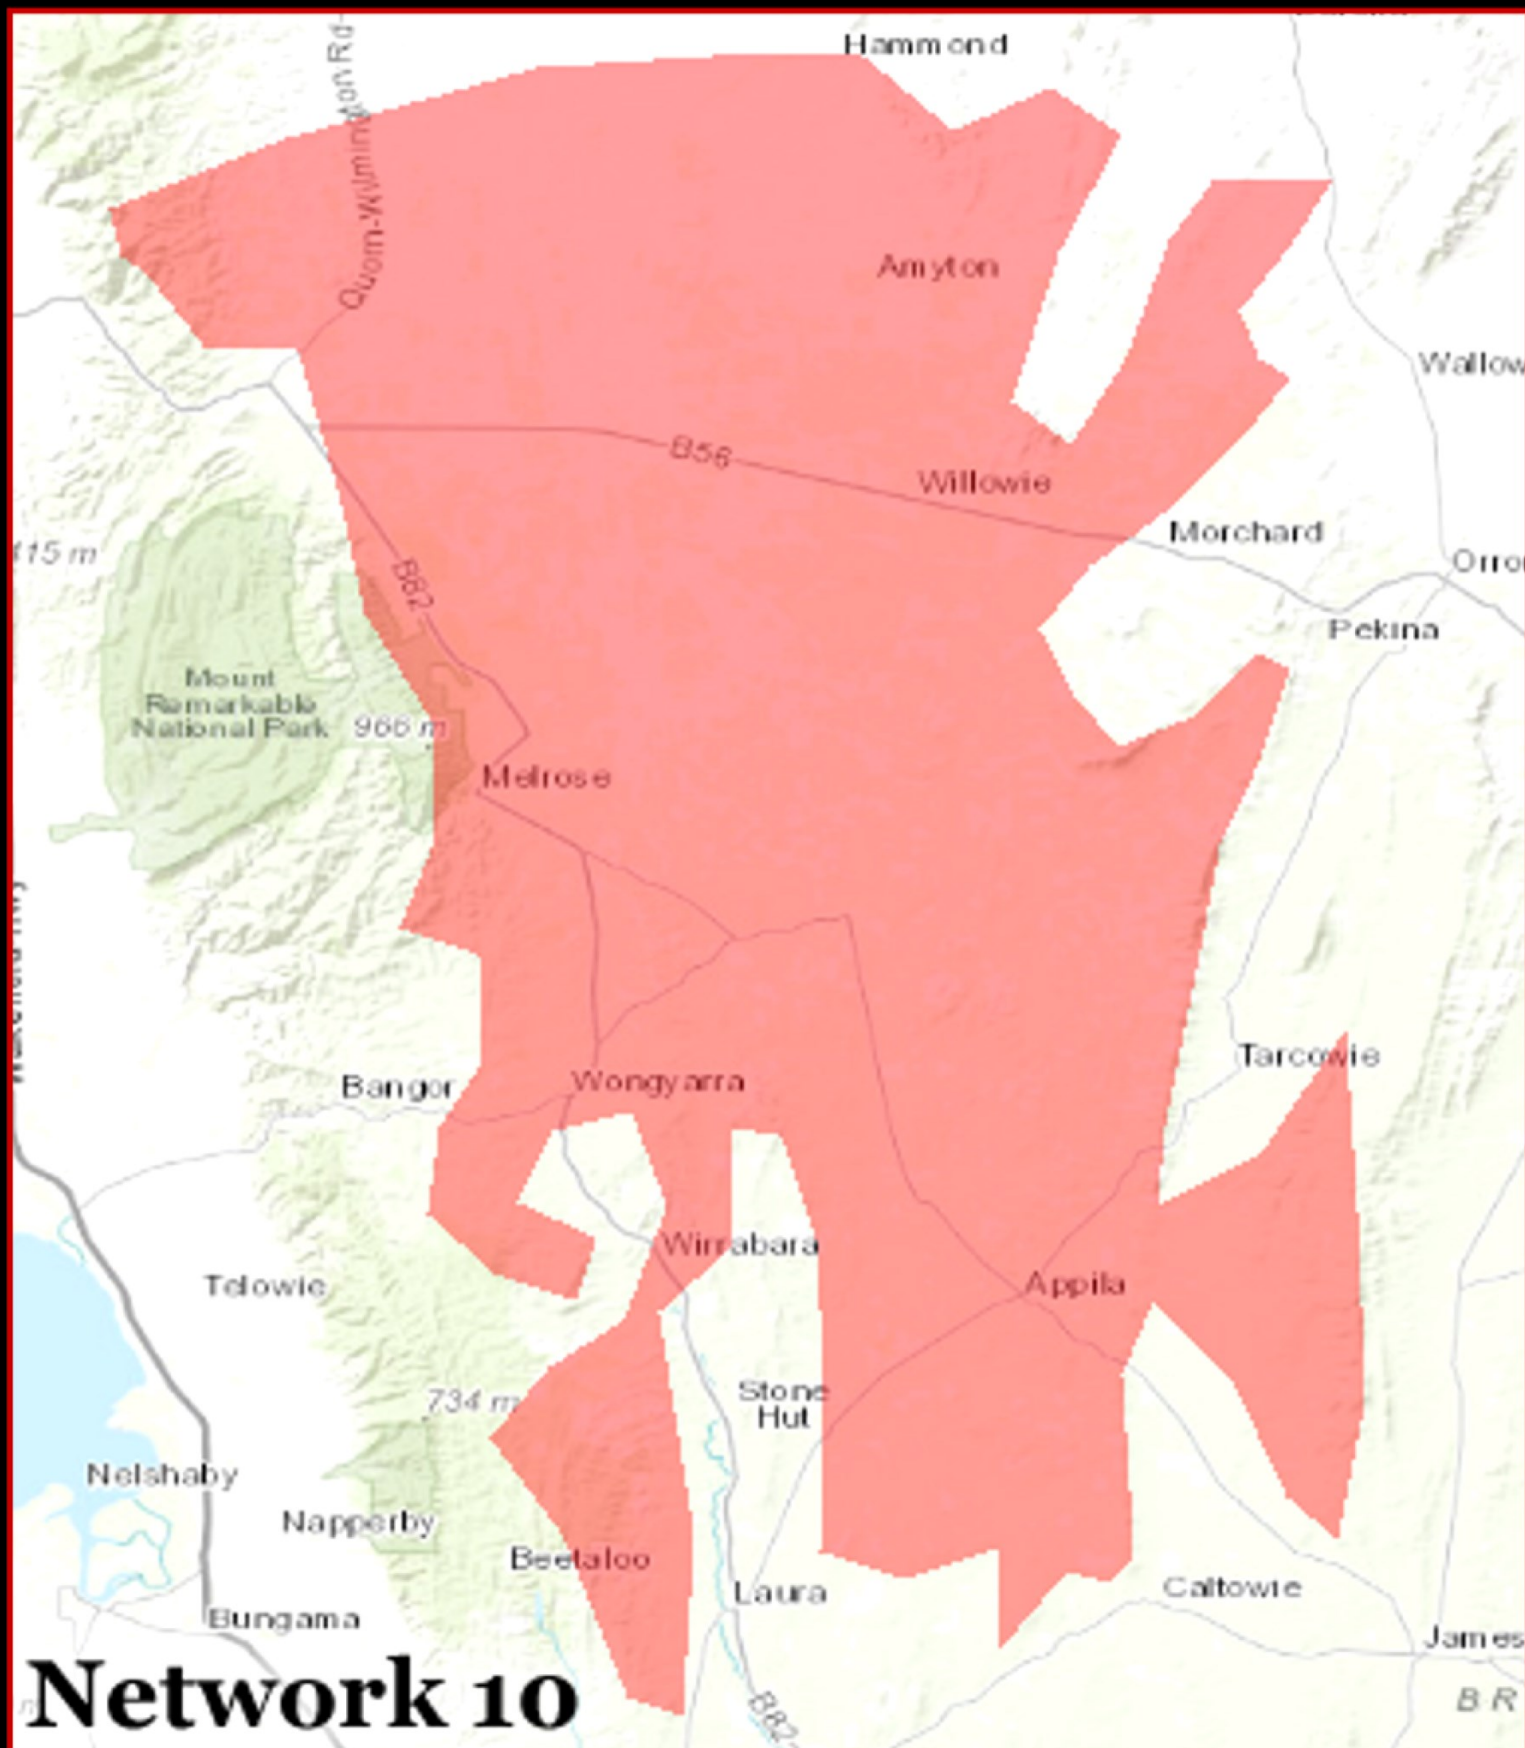 Hammond
Quorn-Wilmington Rd
Amyton
Wallow
B56
Willowie
Morchard
415 m
Orro
B82
Pekina
Mount
Remarkable
National Park
966 m
Melrose
Tarcowie
Bangor
Wongyarra
Wirrabara
Telowie
Appila
Stone
Hut
734 m
Nelshaby
Napperby
Beetaloo
Laura
Caltowie
Bungama
James
Network 10
B82
B R